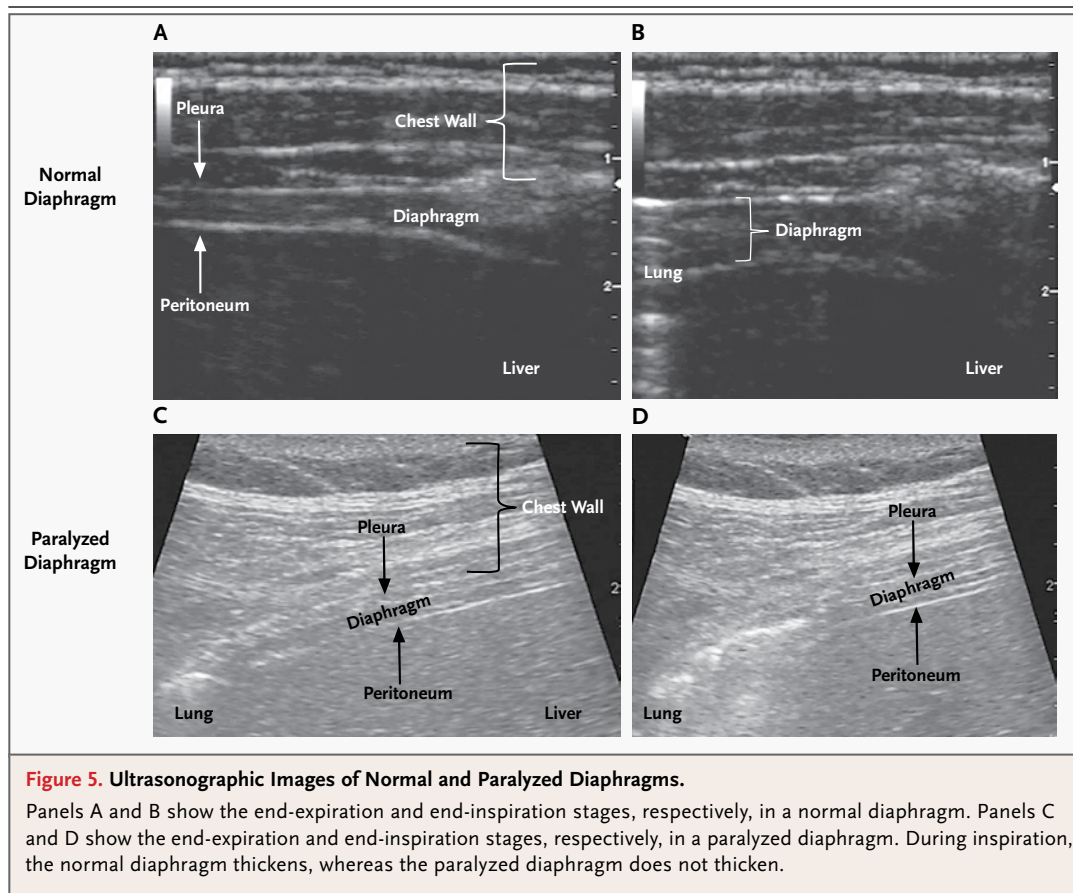 A
B
Normal
Diaphragm
Pleura
Chest Wall
Diaphragm
Peritoneum
Liver
1
2
Diaphragm
Lung
Liver
1
2
C
D
Paralyzed
Diaphragm
Chest Wall
Pleura
Diaphragm
Peritoneum
Lung
Liver
2
Pleura
Diaphragm
Peritoneum
Lung
2
Figure 5. Ultrasonographic Images of Normal and Paralyzed Diaphragms.
Panels A and B show the end-expiration and end-inspiration stages, respectively, in a normal diaphragm. Panels C
and D show the end-expiration and end-inspiration stages, respectively, in a paralyzed diaphragm. During inspiration,
the normal diaphragm thickens, whereas the paralyzed diaphragm does not thicken.